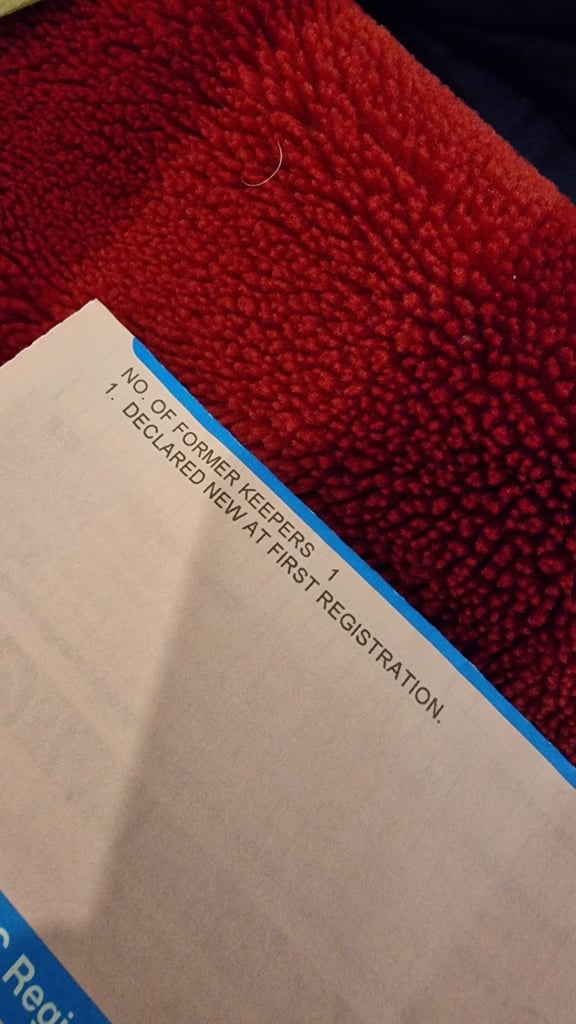 NO. OF FORMER KEEPERS 1
1. DECLARED NEW AT FIRST REGISTRATION.